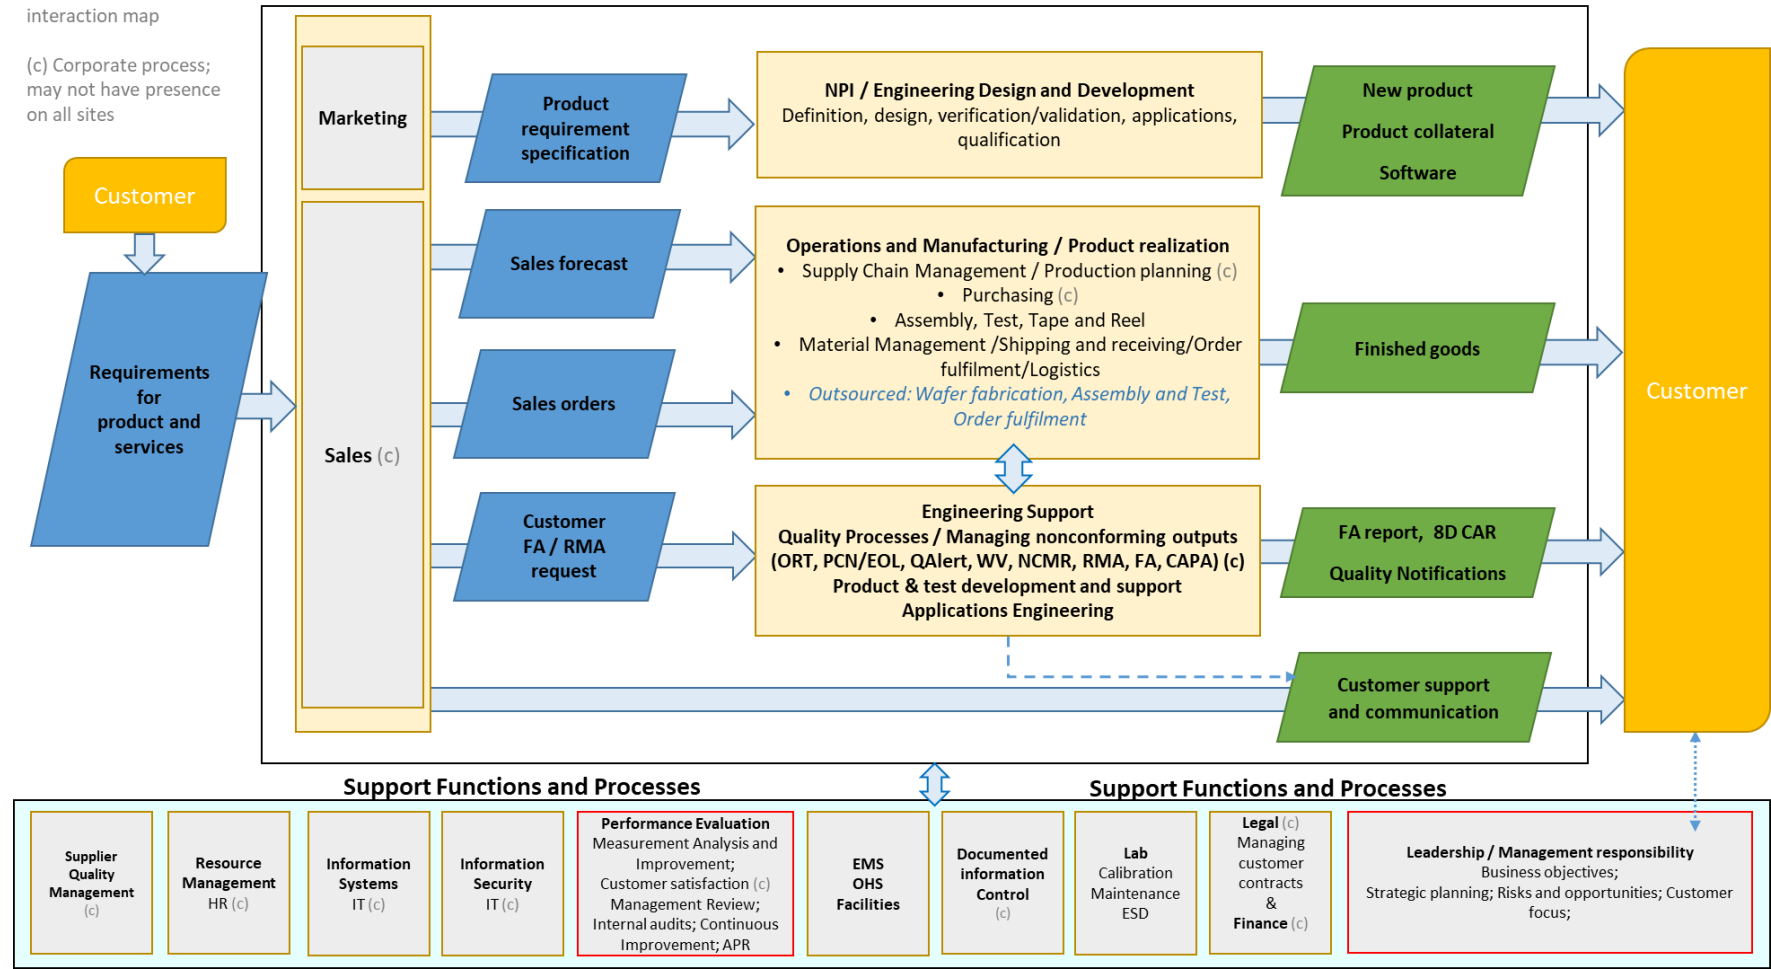 interaction map
(c) Corporate process;
may not have presence
on all sites
Customer
Requirements
for
product and
services
Marketing
Sales (c)
Product
requirement
specification
Sales forecast
Sales orders
Customer
FA / RMA
request
NPI / Engineering Design and Development
Definition, design, verification/validation, applications,
qualification
Operations and Manufacturing / Product realization
• Supply Chain Management / Production planning (c)
• Purchasing (c)
• Assembly, Test, Tape and Reel
• Material Management /Shipping and receiving/Order
fulfilment/Logistics
• Outsourced: Wafer fabrication, Assembly and Test,
Order fulfilment
Engineering Support
Quality Processes / Managing nonconforming outputs
(ORT, PCN/EOL, QAlert, WV, NCMR, RMA, FA, CAPA) (c)
Product & test development and support
Applications Engineering
New product
Product collateral
Software
Finished goods
FA report, 8D CAR
Quality Notifications
Customer support
and communication
Customer
Support Functions and Processes
Support Functions and Processes
Supplier
Quality
Management
(c)
Resource
Management
HR (c)
Information
Systems
IT (c)
Information
Security
IT (c)
Performance Evaluation
Measurement Analysis and
Improvement;
Customer satisfaction (c)
Management Review;
Internal audits; Continuous
Improvement; APR
EMS
OHS
Facilities
Documented
information
Control
(c)
Lab
Calibration
Maintenance
ESD
Legal (c)
Managing
customer
contracts
&
Finance (c)
Leadership / Management responsibility
Business objectives;
Strategic planning; Risks and opportunities; Customer
focus;